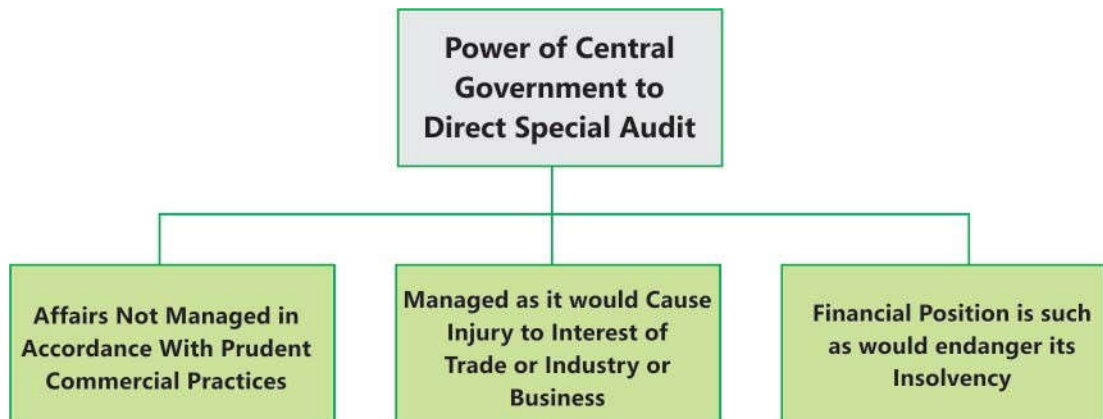 Power of Central
Government to
Direct Special Audit
Affairs Not Managed in
Accordance With Prudent
Commercial Practices
Managed as it would Cause
Injury to Interest of
Trade or Industry or
Business
Financial Position is such
as would endanger its
Insolvency